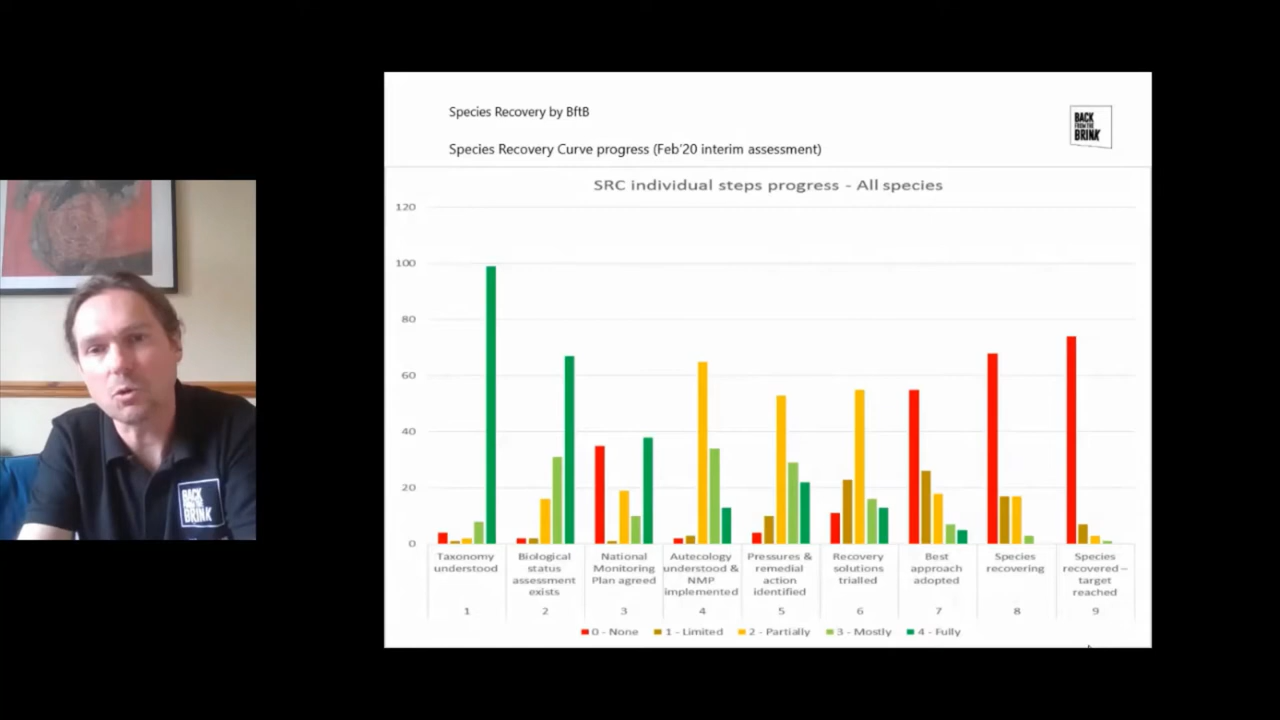 Species Recovery by BftB
BACK
FROM THE
BRINK
Species Recovery Curve progress (Feb'20 interim assessment)
SRC individual steps progress - All species
120
100
80
60
40
20
0
Taxonomy
understood
Biological
status
assessment
exists
National
Monitoring
Plan agreed
Autecology
understood &
NMP
implemented
Pressures &
remedial
action
identified
Recovery
solutions
trialled
Best
approach
adopted
Species
recovering
Species
recovered –
target
reached
1 2 3 4 5 6 7 8 9
0 - None 1 - Limited 2 - Partially 3 - Mostly 4 - Fully
BACK
FROM THE
BRINK